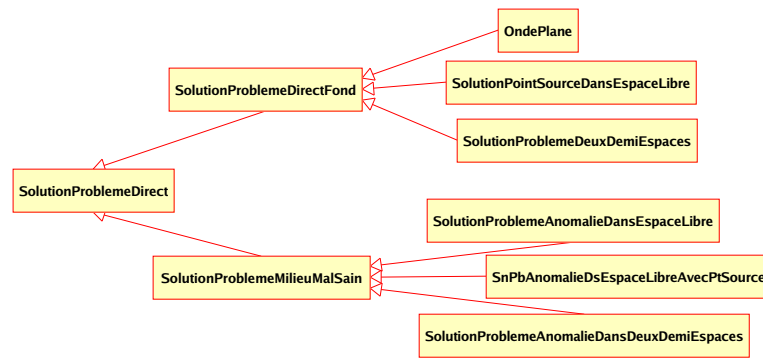 OndePlane
SolutionProblemeDirectFond
SolutionPointSourceDansEspaceLibre
SolutionProblemeDeuxDemiEspaces
SolutionProblemeDirect
SolutionProblemeAnomalieDansEspaceLibre
SolutionProblemeMilieuMalSain
SnPbAnomalieDsEspaceLibreAvecPtSource
SolutionProblemeAnomalieDansDeuxDemiEspaces